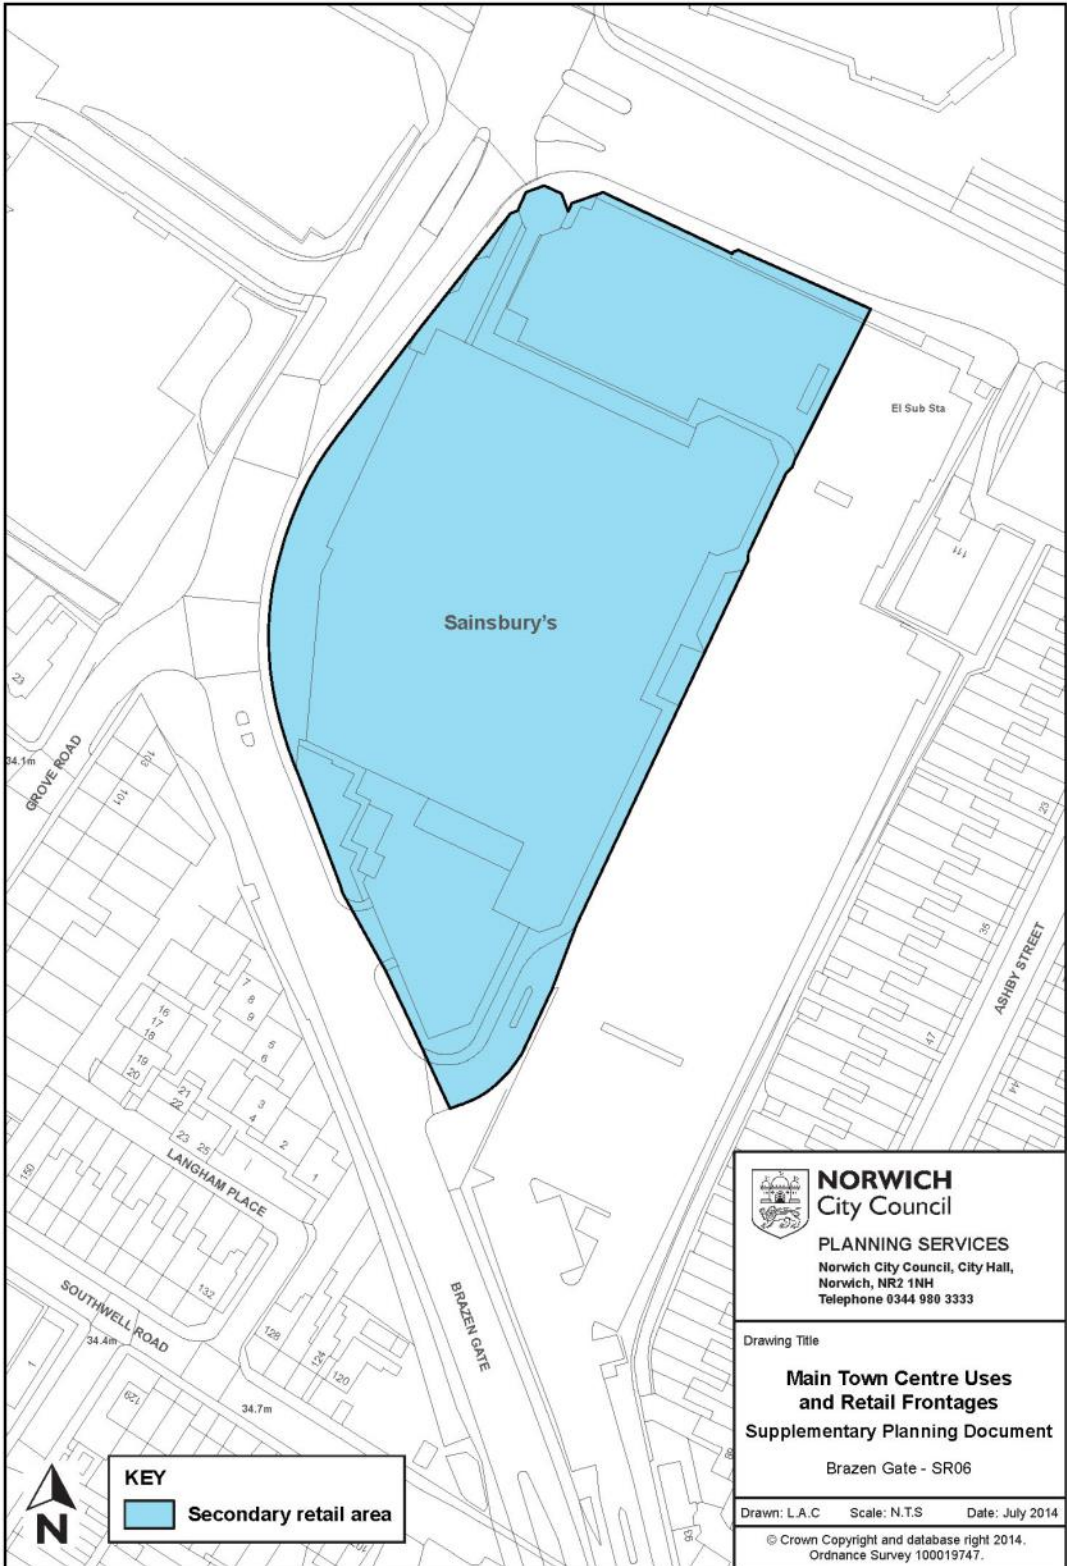 El Sub Sta
111
Sainsbury's
23
34.1m
GROVE ROAD
103
101
23
35
ASHBY STREET
47
44
7
8
9
5
6
16
17
18
19
20
21
22
3
4
2
23
25
1
LANGHAM PLACE
150
132
SOUTHWELL ROAD
34.4m
128
124
120
1
129
34.7m
BRAZEN GATE
93
N
KEY
Secondary retail area
NORWICH
City Council
PLANNING SERVICES
Norwich City Council, City Hall,
Norwich, NR2 1NH
Telephone 0344 980 3333
Drawing Title
Main Town Centre Uses
and Retail Frontages
Supplementary Planning Document
Brazen Gate - SR06
Drawn: L.A.C Scale: N.T.S Date: July 2014
© Crown Copyright and database right 2014.
Ordnance Survey 100019747.